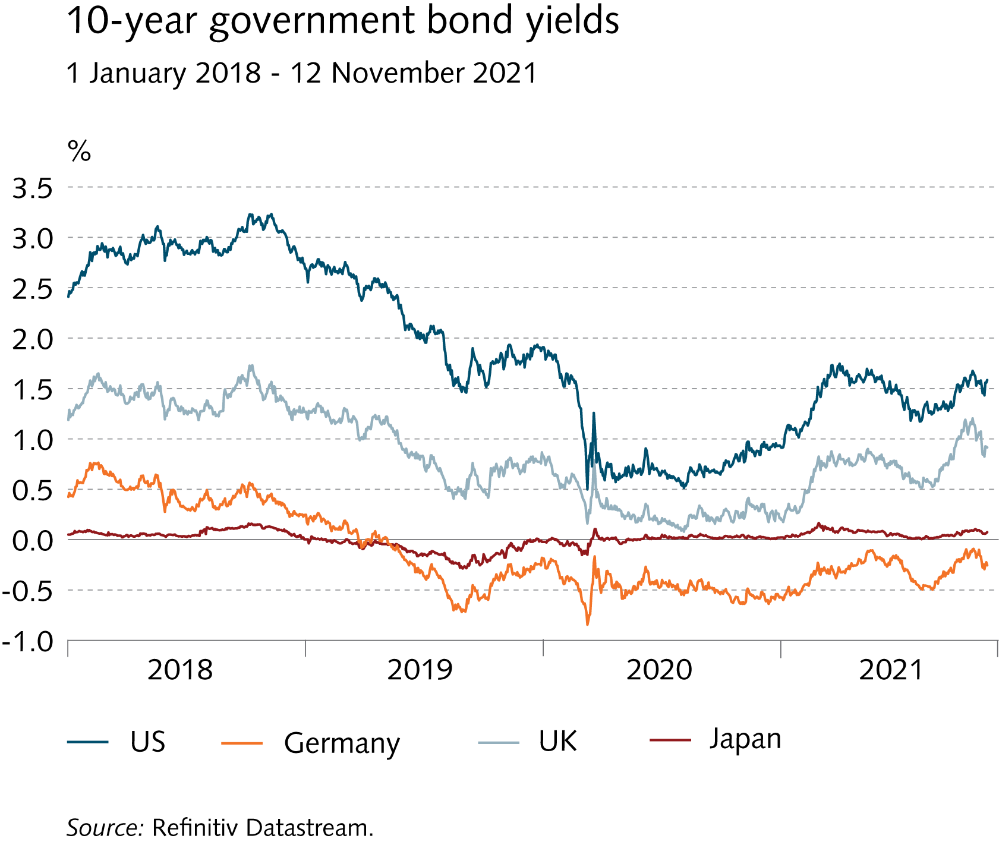 10-year government bond yields
1 January 2018 - 12 November 2021
%
3.5
3.0
2.5
2.0
1.5
1.0
0.5
0.0
-0.5
-1.0
2018 2019 2020 2021
US Germany UK Japan
Source: Refinitiv Datastream.